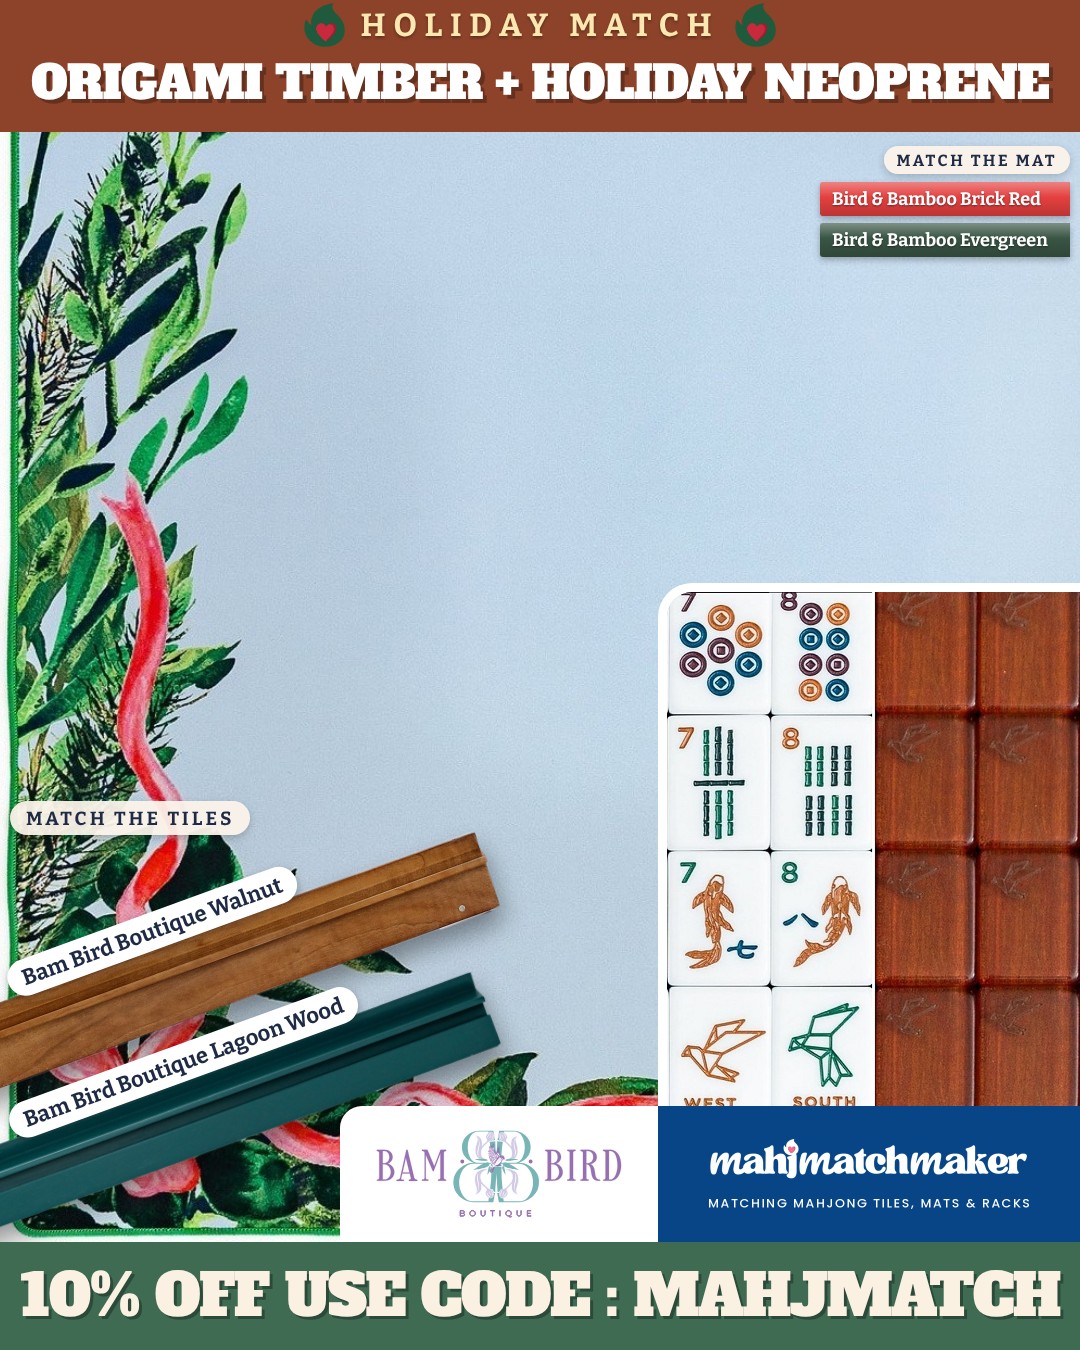 HOLIDAY MATCH
ORIGAMI TIMBER + HOLIDAY NEOPRENE
MATCH THE MAT
Bird & Bamboo Brick Red
Bird & Bamboo Evergreen
7 8
7 8
MATCH THE TILES
Bam Bird Boutique Walnut
7 8
七 八
Bam Bird Boutique Lagoon Wood
WEST SOUTH
BAM BIRD
BOUTIQUE
mahjmatchmaker
MATCHING MAHJONG TILES, MATS & RACKS
10% OFF USE CODE : MAHJMATCH